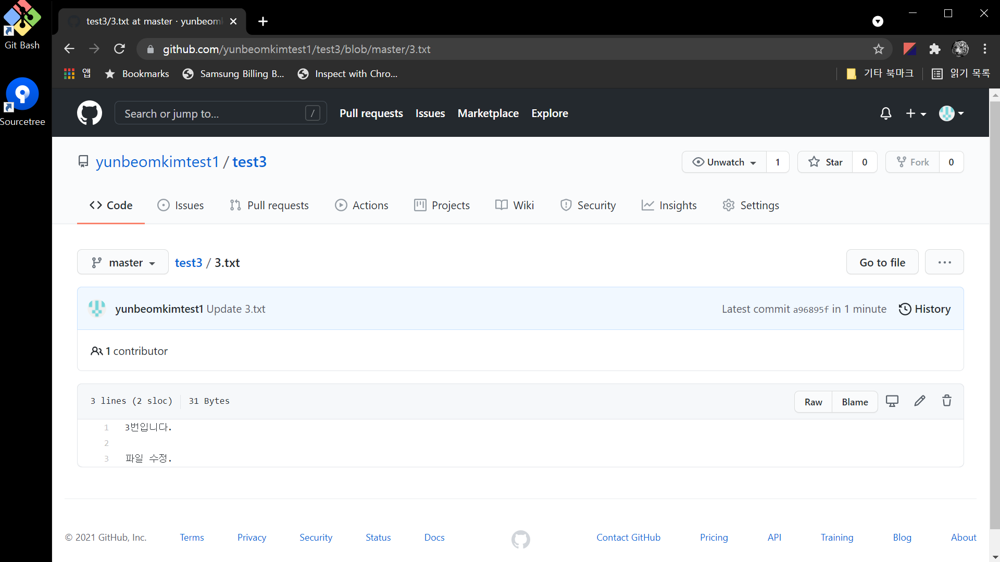 Git Bash
Sourcetree
test3/3.txt at master · yunbeom
github.com/yunbeomkimtest1/test3/blob/master/3.txt
앱 Bookmarks Samsung Billing B... Inspect with Chro... 기타 북마크 읽기 목록
Search or jump to... / Pull requests Issues Marketplace Explore
yunbeomkimtest1 / test3 Unwatch 1 Star 0 Fork 0
Code Issues Pull requests Actions Projects Wiki Security Insights Settings
master test3 / 3.txt Go to file ...
yunbeomkimtest1 Update 3.txt Latest commit a96895f in 1 minute History
1 contributor
3 lines (2 sloc) 31 Bytes Raw Blame
1 3번입니다.
2
3 파일 수정.
© 2021 GitHub, Inc. Terms Privacy Security Status Docs Contact GitHub Pricing API Training Blog About